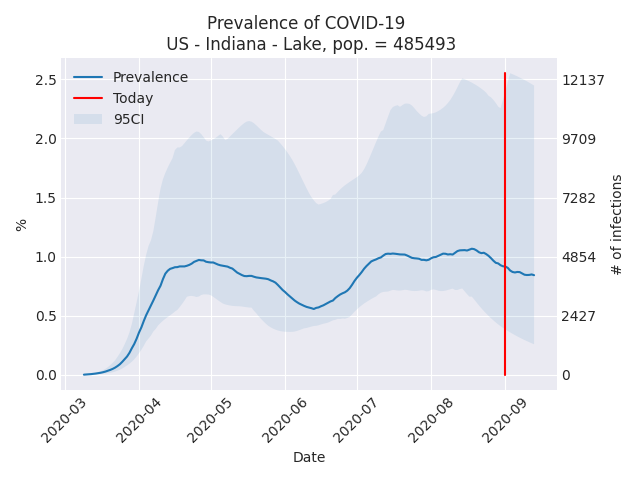 Prevalence of COVID-19
US - Indiana - Lake, pop. = 485493
Prevalence
Today
95CI
2.5
2.0
1.5
1.0
0.5
0.0
%
12137
9709
7282
4854
2427
0
# of infections
2020-03
2020-04
2020-05
2020-06
2020-07
2020-08
2020-09
Date